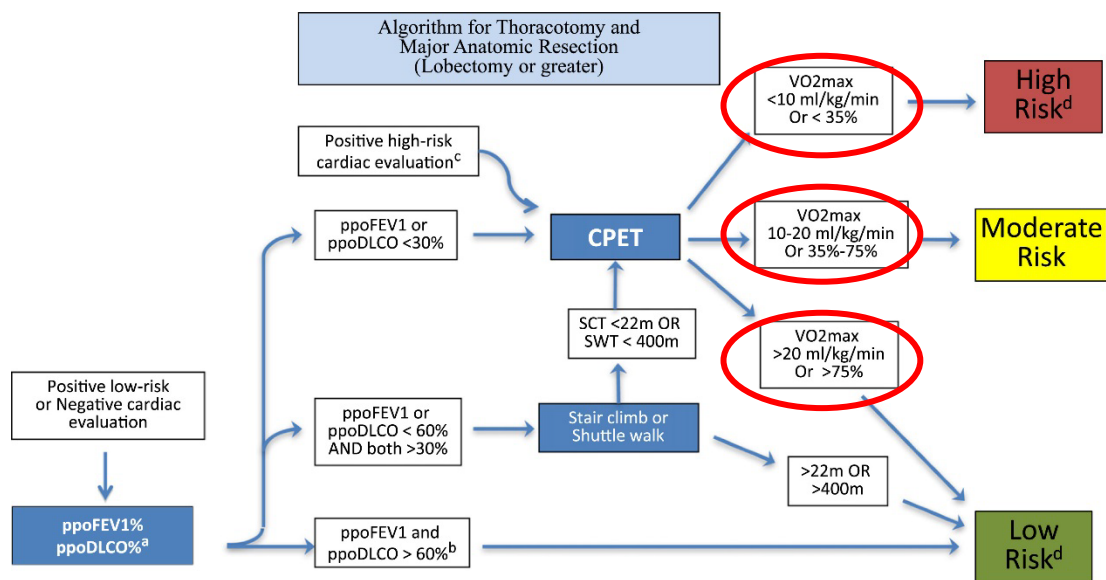 Algorithm for Thoracotomy and
Major Anatomic Resection
(Lobectomy or greater)
VO2max
<10 ml/kg/min
Or < 35%
High
Riskᵈ
Positive high-risk
cardiac evaluationᶜ
ppoFEV1 or
ppoDLCO <30%
CPET
VO2max
10-20 ml/kg/min
Or 35%-75%
Moderate
Risk
SCT <22m OR
SWT < 400m
VO2max
>20 ml/kg/min
Or >75%
Positive low-risk
or Negative cardiac
evaluation
ppoFEV1 or
ppoDLCO < 60%
AND both >30%
Stair climb or
Shuttle walk
>22m OR
>400m
ppoFEV1%
ppoDLCO%ᵃ
ppoFEV1 and
ppoDLCO > 60%ᵇ
Low
Riskᵈ